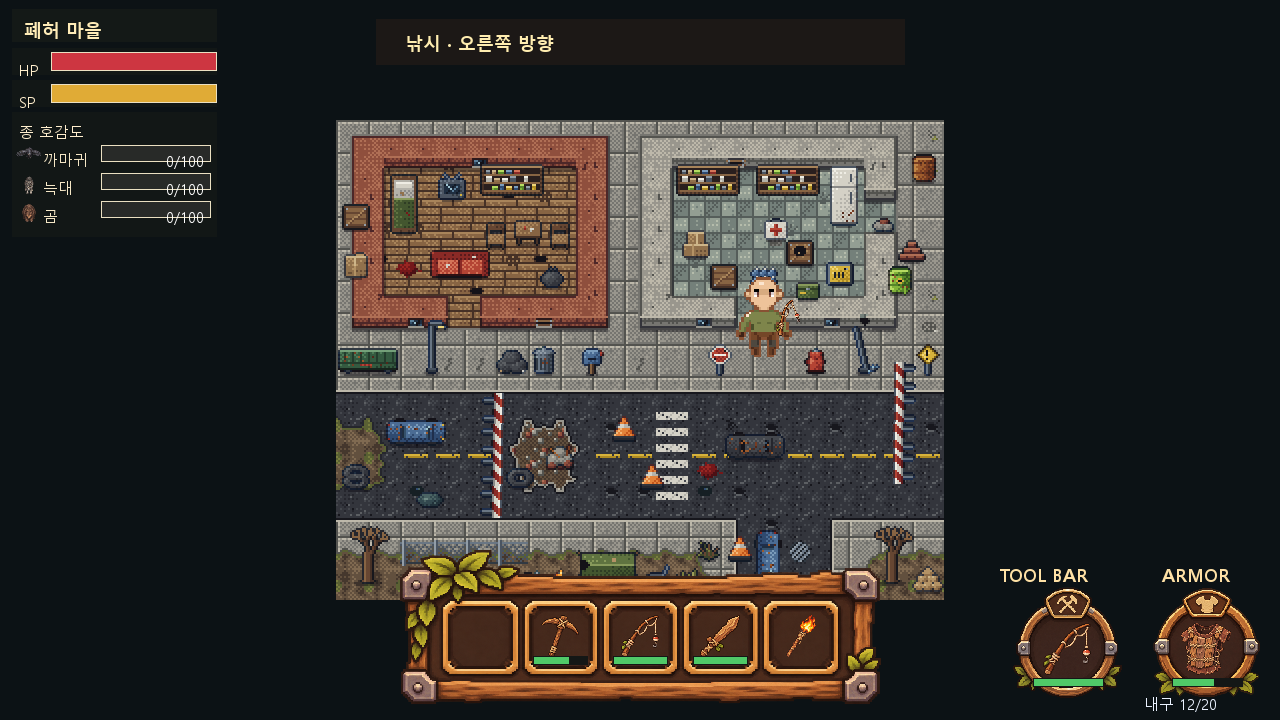 폐허 마을
낚시 · 오른쪽 방향
HP
SP
종 호감도
까마귀 0/100
늑대 0/100
곰 0/100
TOOL BAR
ARMOR
내구 12/20